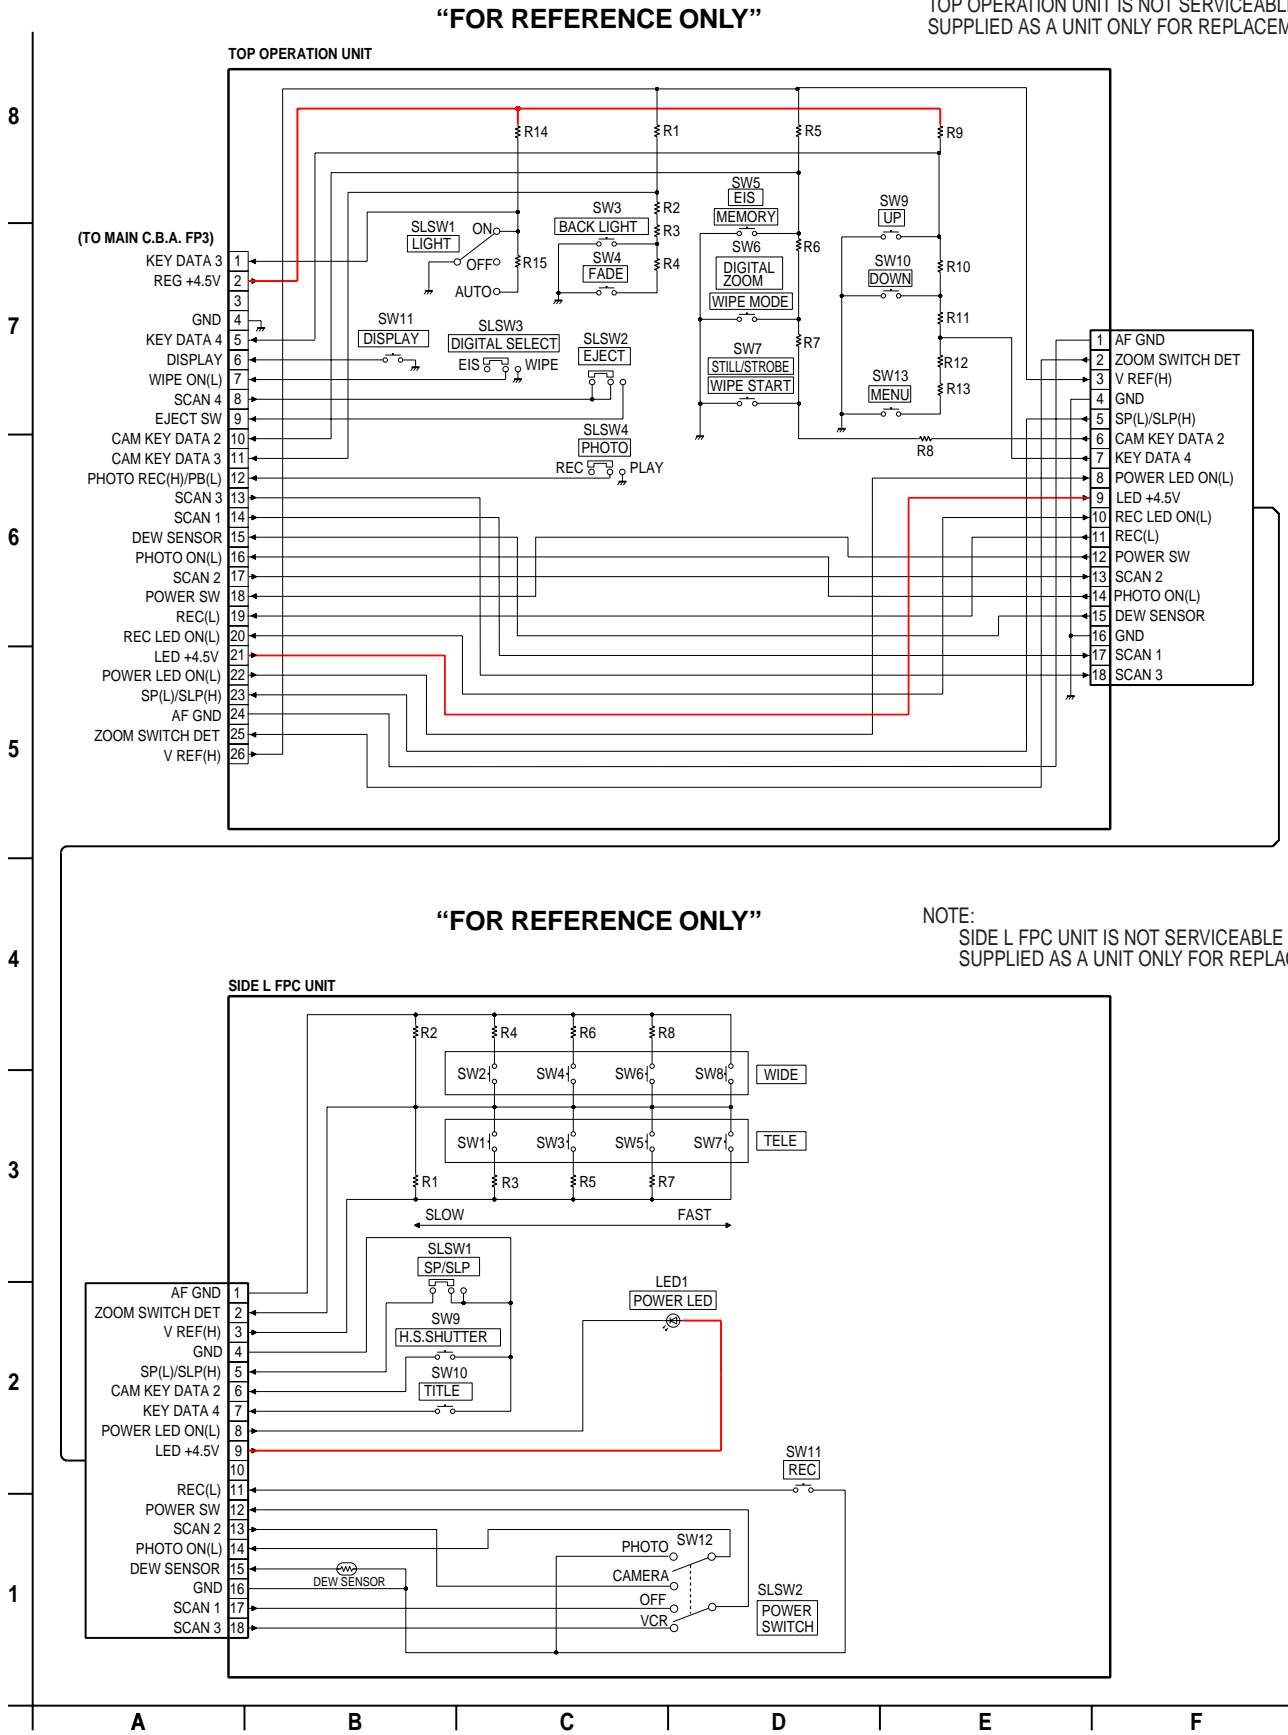 “FOR REFERENCE ONLY”
TOP OPERATION UNIT IS NOT SERVICEABLE
SUPPLIED AS A UNIT ONLY FOR
TOP OPERATION UNIT
8
R14
R1
R5
R9
SLSW1
LIGHT
ON
OFF
AUTO
R15
SW3
BACK LIGHT
SW4
FADE
R2
R3
R4
SW5
EIS
MEMORY
SW6
DIGITAL
ZOOM
WIPE MODE
R6
R7
SW7
STILL/STROBE
WIPE START
SW9
UP
SW10
DOWN
R10
R11
R12
R13
SW13
MENU
R8
SW11
DISPLAY
SLSW3
DIGITAL SELECT
EIS
WIPE
SLSW2
EJECT
SLSW4
PHOTO
REC
PLAY
7
6
5
(TO MAIN C.B.A. FP3)
KEY DATA 3 1
REG +4.5V 2
3
GND 4
KEY DATA 4 5
DISPLAY 6
WIPE ON(L) 7
SCAN 4 8
EJECT SW 9
CAM KEY DATA 2 10
CAM KEY DATA 3 11
PHOTO REC(H)/PB(L) 12
SCAN 3 13
SCAN 1 14
DEW SENSOR 15
PHOTO ON(L) 16
SCAN 2 17
POWER SW 18
REC(L) 19
REC LED ON(L) 20
LED +4.5V 21
POWER LED ON(L) 22
SP(L)/SLP(H) 23
AF GND 24
ZOOM SWITCH DET 25
V REF(H) 26
1 AF GND
2 ZOOM SWITCH DET
3 V REF(H)
4 GND
5 SP(L)/SLP(H)
6 CAM KEY DATA 2
7 KEY DATA 4
8 POWER LED ON(L)
9 LED +4.5V
10 REC LED ON(L)
11 REC(L)
12 POWER SW
13 SCAN 2
14 PHOTO ON(L)
15 DEW SENSOR
16 GND
17 SCAN 1
18 SCAN 3
“FOR REFERENCE ONLY”
NOTE:
SIDE L FPC UNIT IS NOT SERVICEABLE
SUPPLIED AS A UNIT ONLY FOR
4
SIDE L FPC UNIT
R2
R4
R6
R8
SW2
SW4
SW6
SW8
WIDE
SW1
SW3
SW5
SW7
TELE
R1
R3
R5
R7
SLOW
FAST
3
SLSW1
SP/SLP
SW9
H.S.SHUTTER
SW10
TITLE
LED1
POWER LED
2
AF GND 1
ZOOM SWITCH DET 2
V REF(H) 3
GND 4
SP(L)/SLP(H) 5
CAM KEY DATA 2 6
KEY DATA 4 7
POWER LED ON(L) 8
LED +4.5V 9
10
REC(L) 11
POWER SW 12
SCAN 2 13
PHOTO ON(L) 14
DEW SENSOR 15
GND 16
SCAN 1 17
SCAN 3 18
SW11
REC
DEW SENSOR
PHOTO
SW12
CAMERA
OFF
VCR
SLSW2
POWER
SWITCH
1
A
B
C
D
E
F